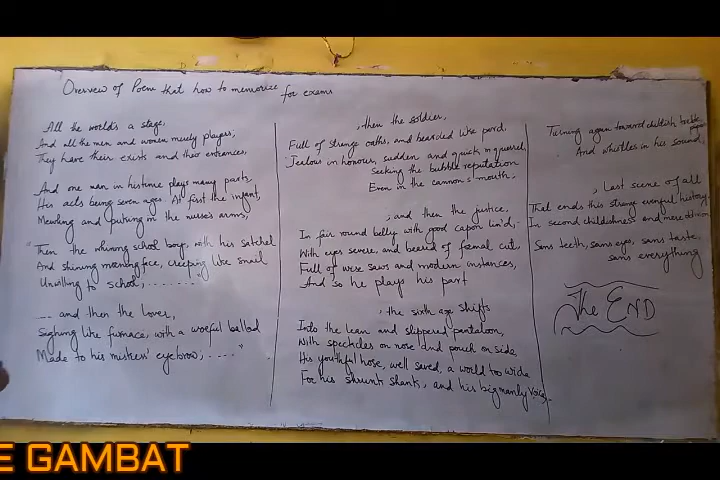 Overview of Poem that how to memorize for exams
All the world's a stage,
And all the men and women merely players;
They have their exists and their entrances,
And one man in his time plays many parts,
His acts being seven ages. At first the infant,
Mewling and puking in the nurse's arms,
Then the whining school boy, with his satchel
And shining morning face, creeping like snail
Unwilling to school, ........
... and then the lover,
Sighing like furnace, with a woeful ballad
Made to his mistress' eyebrow; ....
, then the soldier,
Full of strange oaths, and bearded like pard,
Jealous in honour, sudden and quick in quarrel,
Seeking the bubble reputation
Even in the cannon's mouth,
, and then the justice,
In fair round belly with good capon lin'd,
With eyes severe, and beared of femal cut,
Full of wise saws and modern instances,
And so he plays his part
, the sixth age shifts
Into the lean and slippered pantaloon,
With spectacles on nose and pouch on side,
His youthful hose, well saved, a world too wide
For his shrunk shank, and his big manly voice,
Turning again toward childish treble, pipes
And whistles in his sound,
, Last scene of all
That ends this strange eventful history,
In second childishness and mere oblivion
Sans teeth, sans eyes, sans taste,
sans everything
The END
E GAMBAT